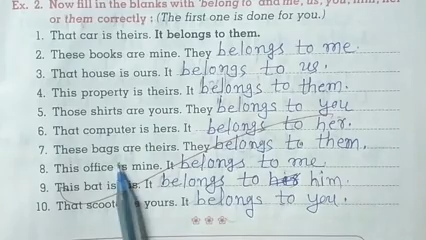 Ex. 2. Now fill in the blanks with 'belong to' and me, us, you, him, her
or them correctly : (The first one is done for you.)
1. That car is theirs. It belongs to them.
2. These books are mine. They belongs to me.
3. That house is ours. It belongs to us.
4. This property is theirs. It belongs to them.
5. Those shirts are yours. They belongs to you
6. That computer is hers. It belongs to her.
7. These bags are theirs. They belongs to them.
8. This office is mine. It belongs to me
9. This bat is It belongs to him.
10. That yours. It belongs to you.